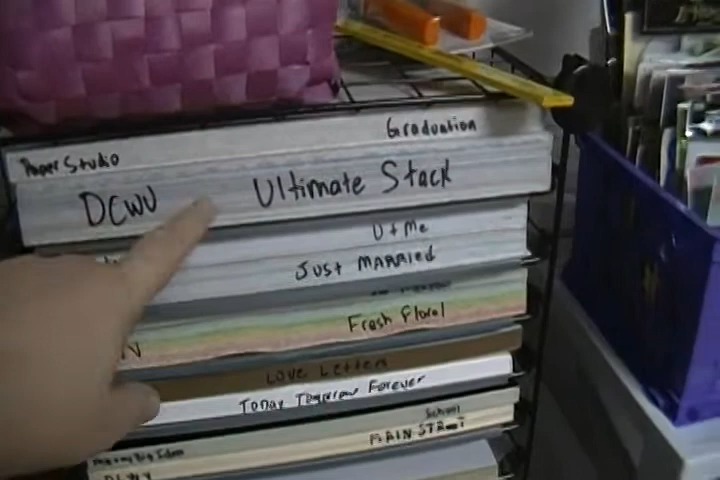 Graduation
Paper Studio
DCWV Ultimate Stack
U + Me
JUST MARRIED
Fresh Floral
LOVE LETTERS
Today Tomorrow Forever
School
MAIN STREET